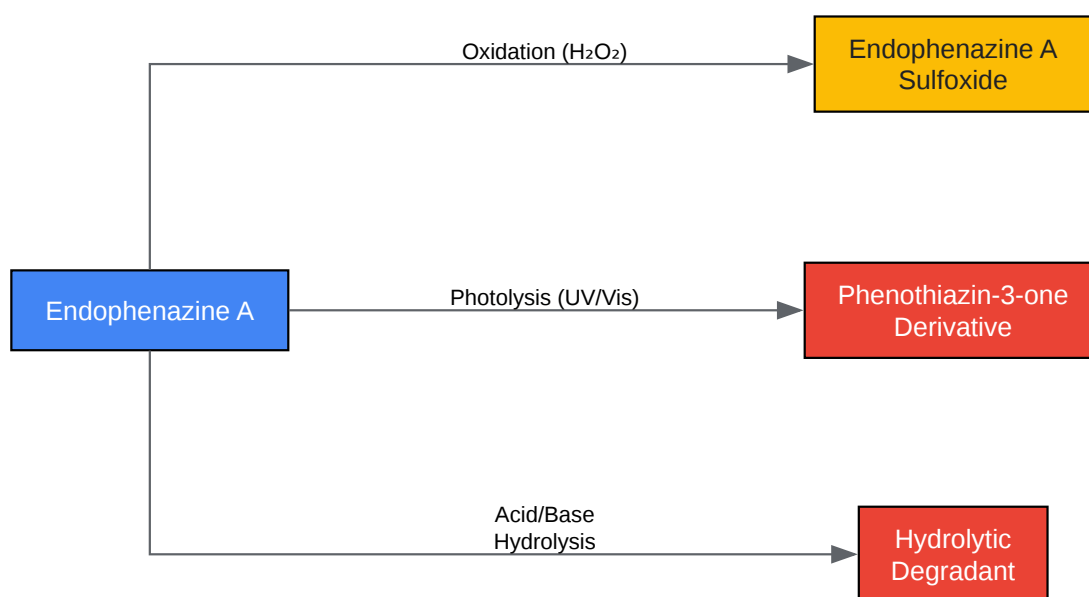 Oxidation (H₂O₂)
Endophenazine A
Sulfoxide
Endophenazine A
Photolysis (UV/Vis)
Phenothiazin-3-one
Derivative
Acid/Base
Hydrolysis
Hydrolytic
Degradant